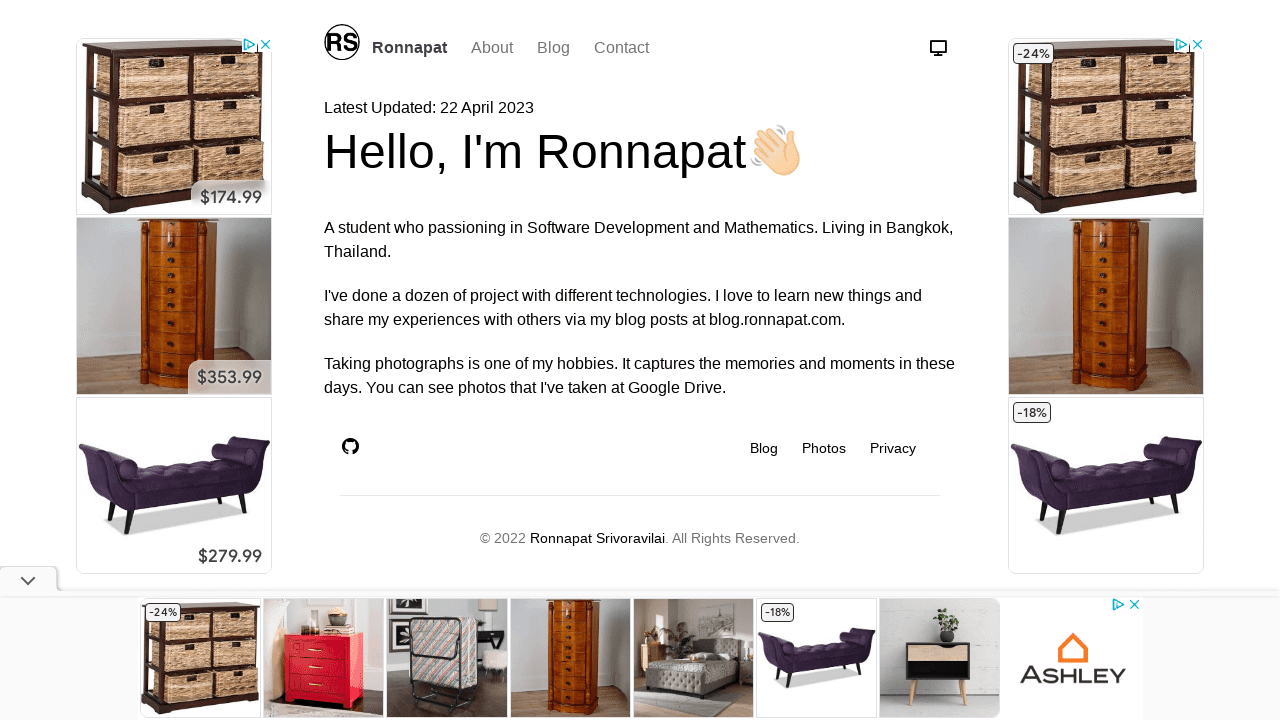 RS Ronnapat About Blog Contact
Latest Updated: 22 April 2023
Hello, I'm Ronnapat
A student who passioning in Software Development and Mathematics. Living in Bangkok,
Thailand.
I've done a dozen of project with different technologies. I love to learn new things and
share my experiences with others via my blog posts at blog.ronnapat.com.
Taking photographs is one of my hobbies. It captures the memories and moments in these
days. You can see photos that I've taken at Google Drive.
Blog Photos Privacy
© 2022 Ronnapat Srivoravilai. All Rights Reserved.
$174.99
$353.99
$279.99
-24%
-18%
-24%
-18%
ASHLEY